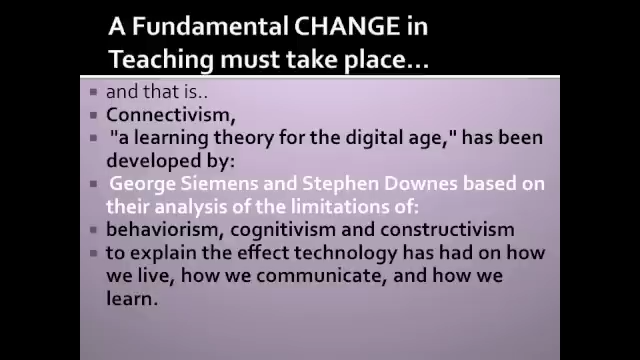 A Fundamental CHANGE in
Teaching must take place...
and that is..
Connectivism,
"a learning theory for the digital age," has been
developed by:
George Siemens and Stephen Downes based on
their analysis of the limitations of:
behaviorism, cognitivism and constructivism
to explain the effect technology has had on how
we live, how we communicate, and how we
learn.